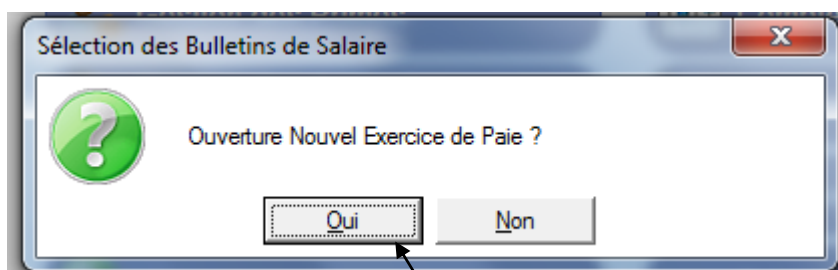 Sélection des Bulletins de Salaire
Ouverture Nouvel Exercice de Paie ?
Oui
Non